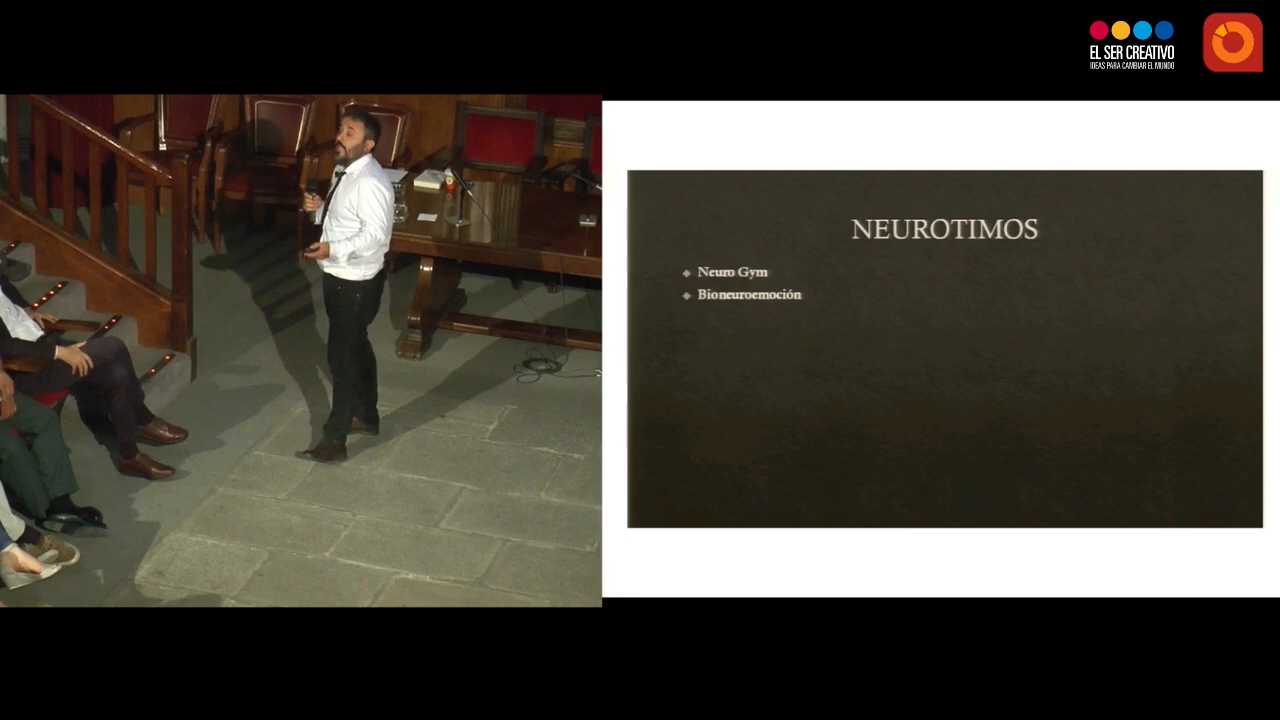 EL SER CREATIVO
IDEAS PARA CAMBIAR EL MUNDO
NEUROTIMOS
Neuro Gym
Bioneuroemoción